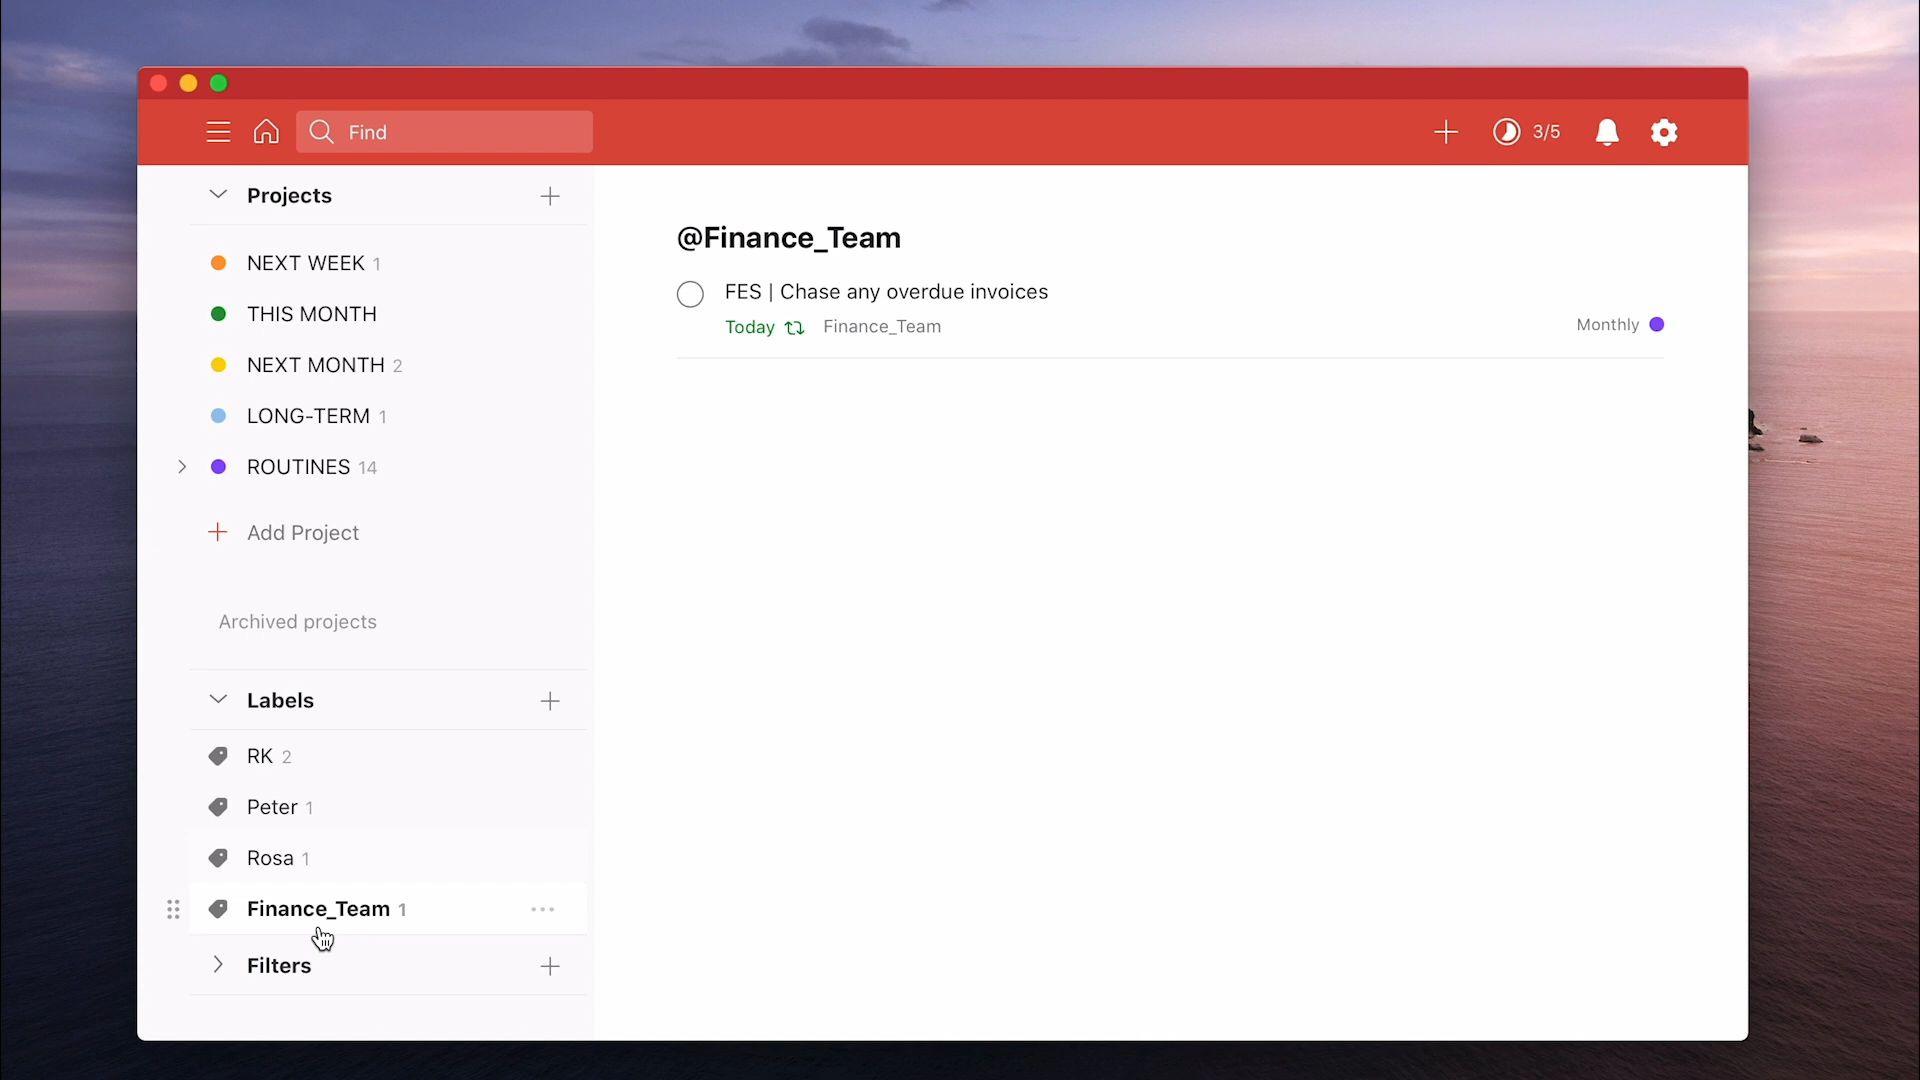 Find
3/5
Projects
NEXT WEEK 1
THIS MONTH
NEXT MONTH 2
LONG-TERM 1
ROUTINES 14
Add Project
Archived projects
Labels
RK 2
Peter 1
Rosa 1
Finance_Team 1
Filters
@Finance_Team
FES | Chase any overdue invoices
Today Finance_Team Monthly